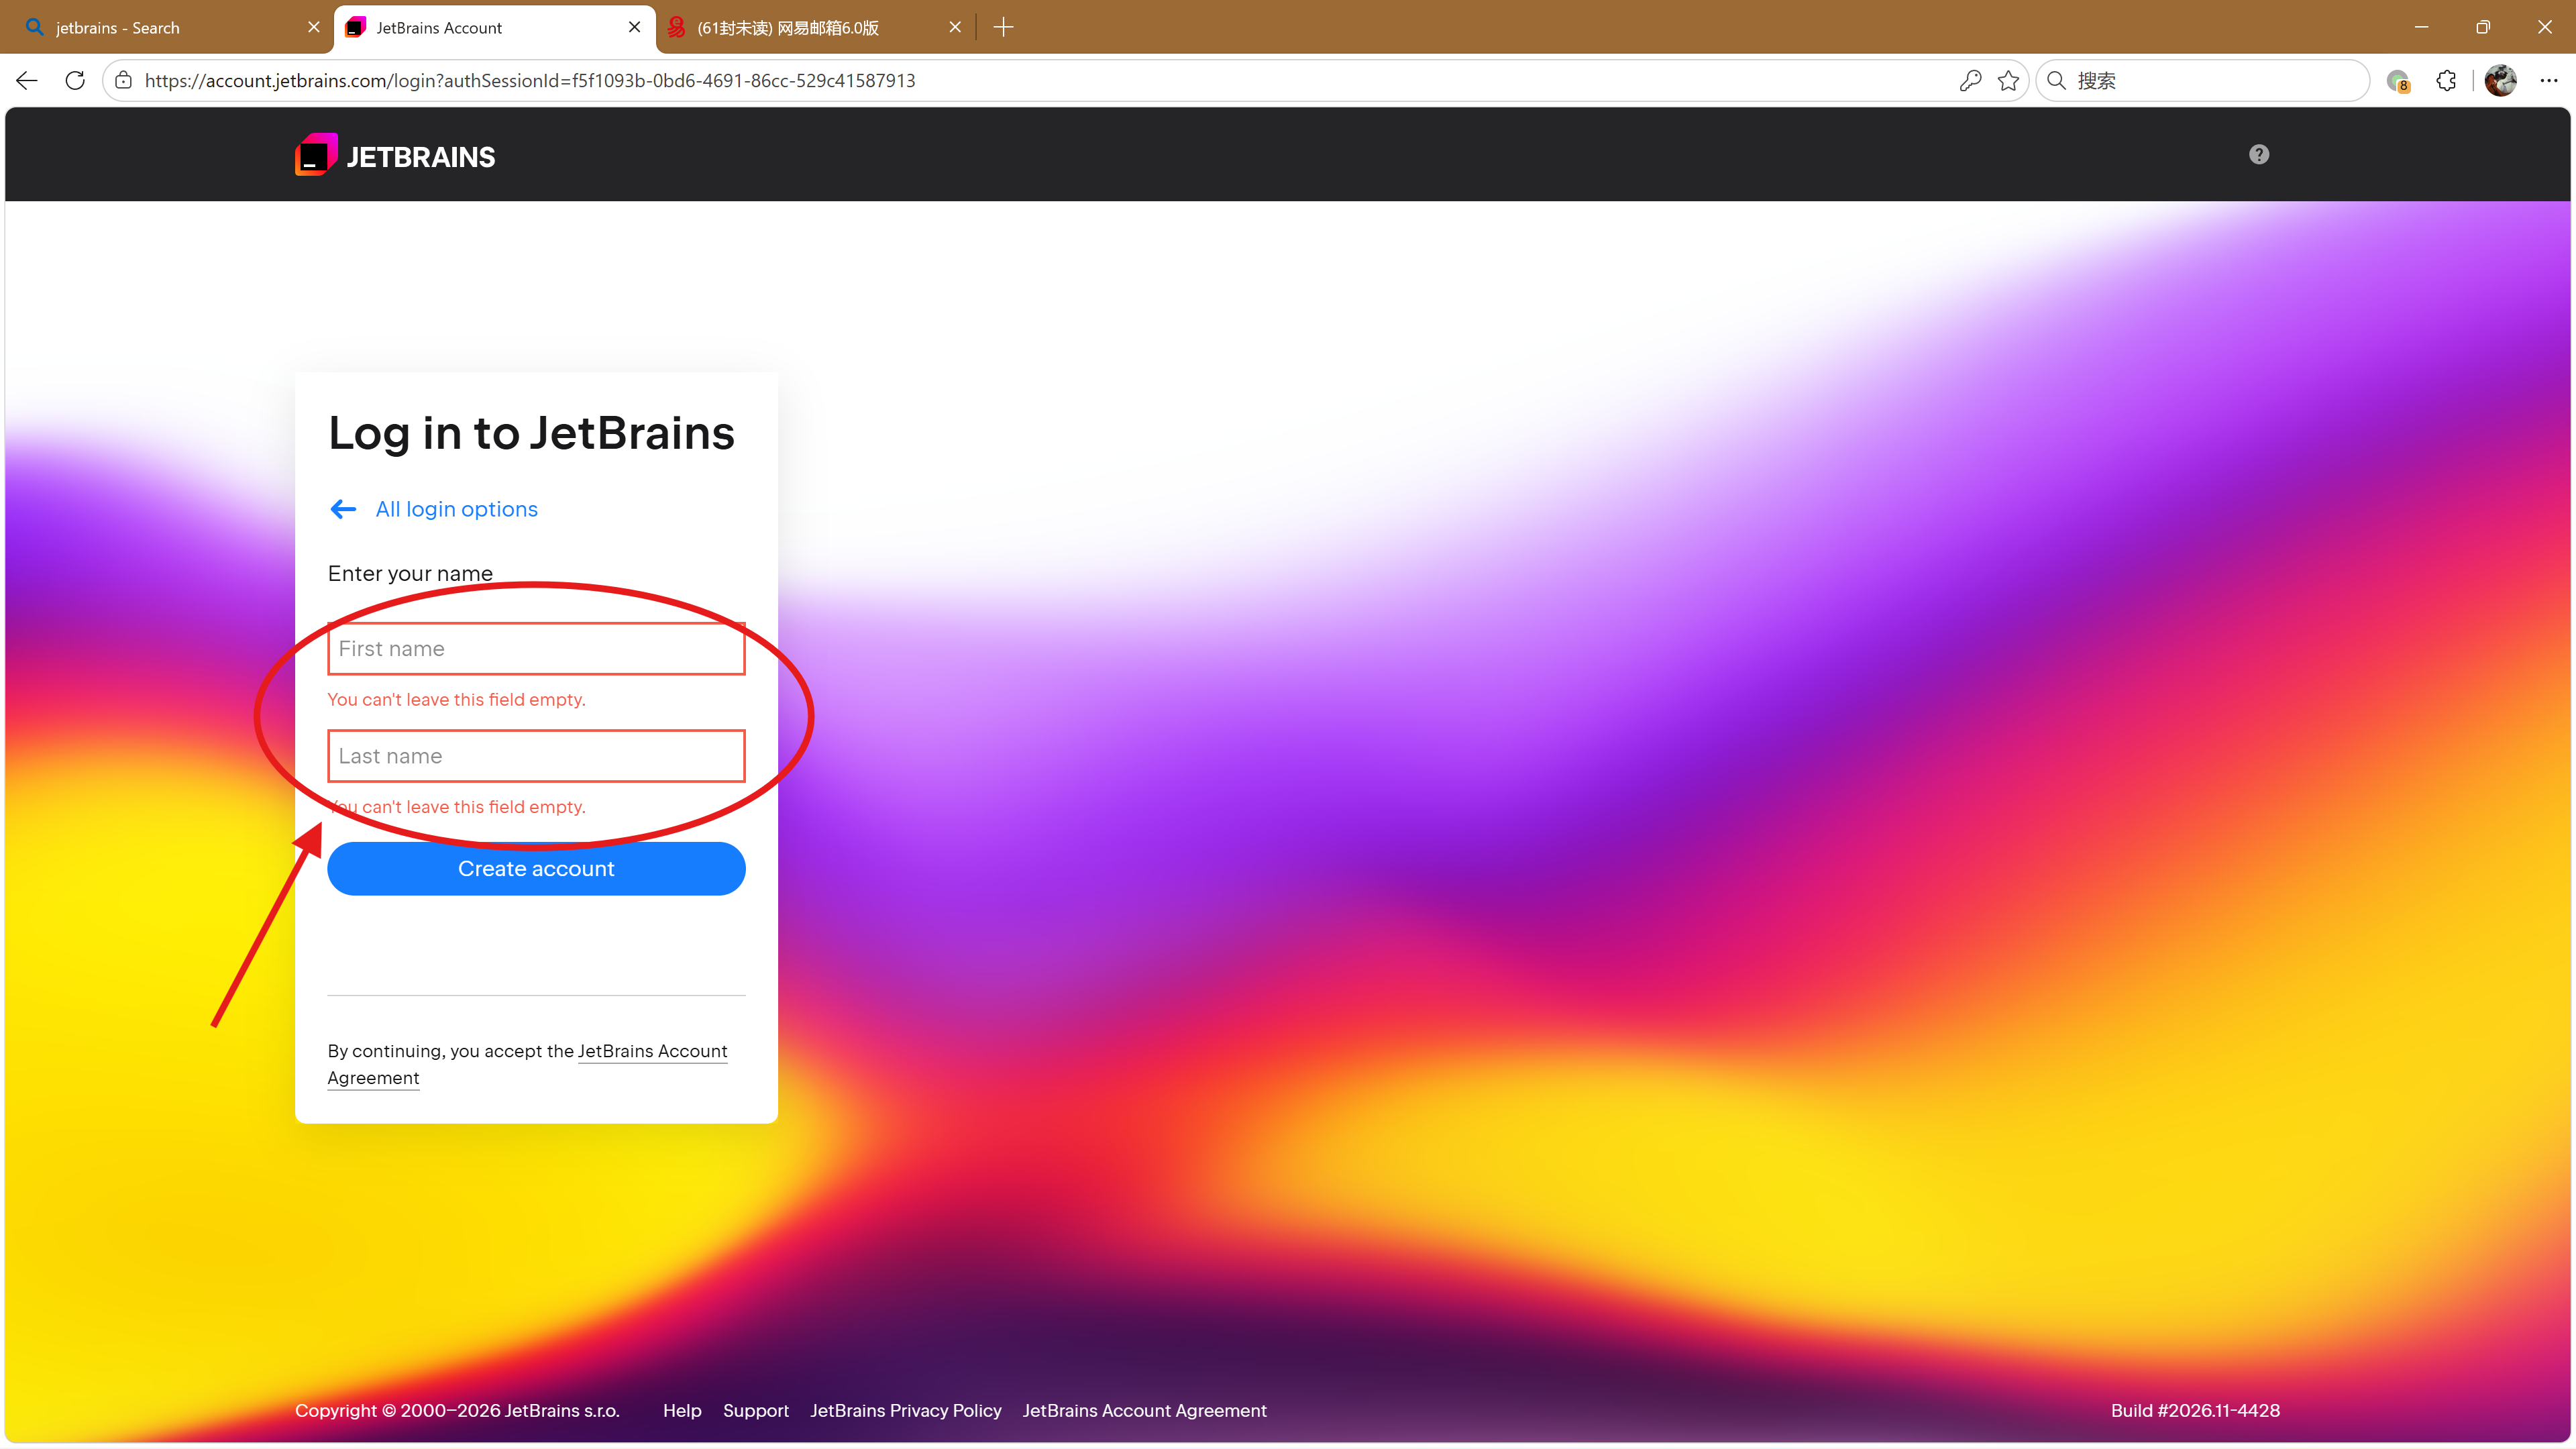 jetbrains - Search
JetBrains Account
(61封未读) 网易邮箱6.0版
https://account.jetbrains.com/login?authSessionId=f5f1093b-0bd6-4691-86cc-529c41587913
搜索
8
JETBRAINS
?
Log in to JetBrains
All login options
Enter your name
First name
You can't leave this field empty.
Last name
You can't leave this field empty.
Create account
By continuing, you accept the JetBrains Account
Agreement
Copyright © 2000–2026 JetBrains s.r.o.
Help
Support
JetBrains Privacy Policy
JetBrains Account Agreement
Build #2026.11-4428